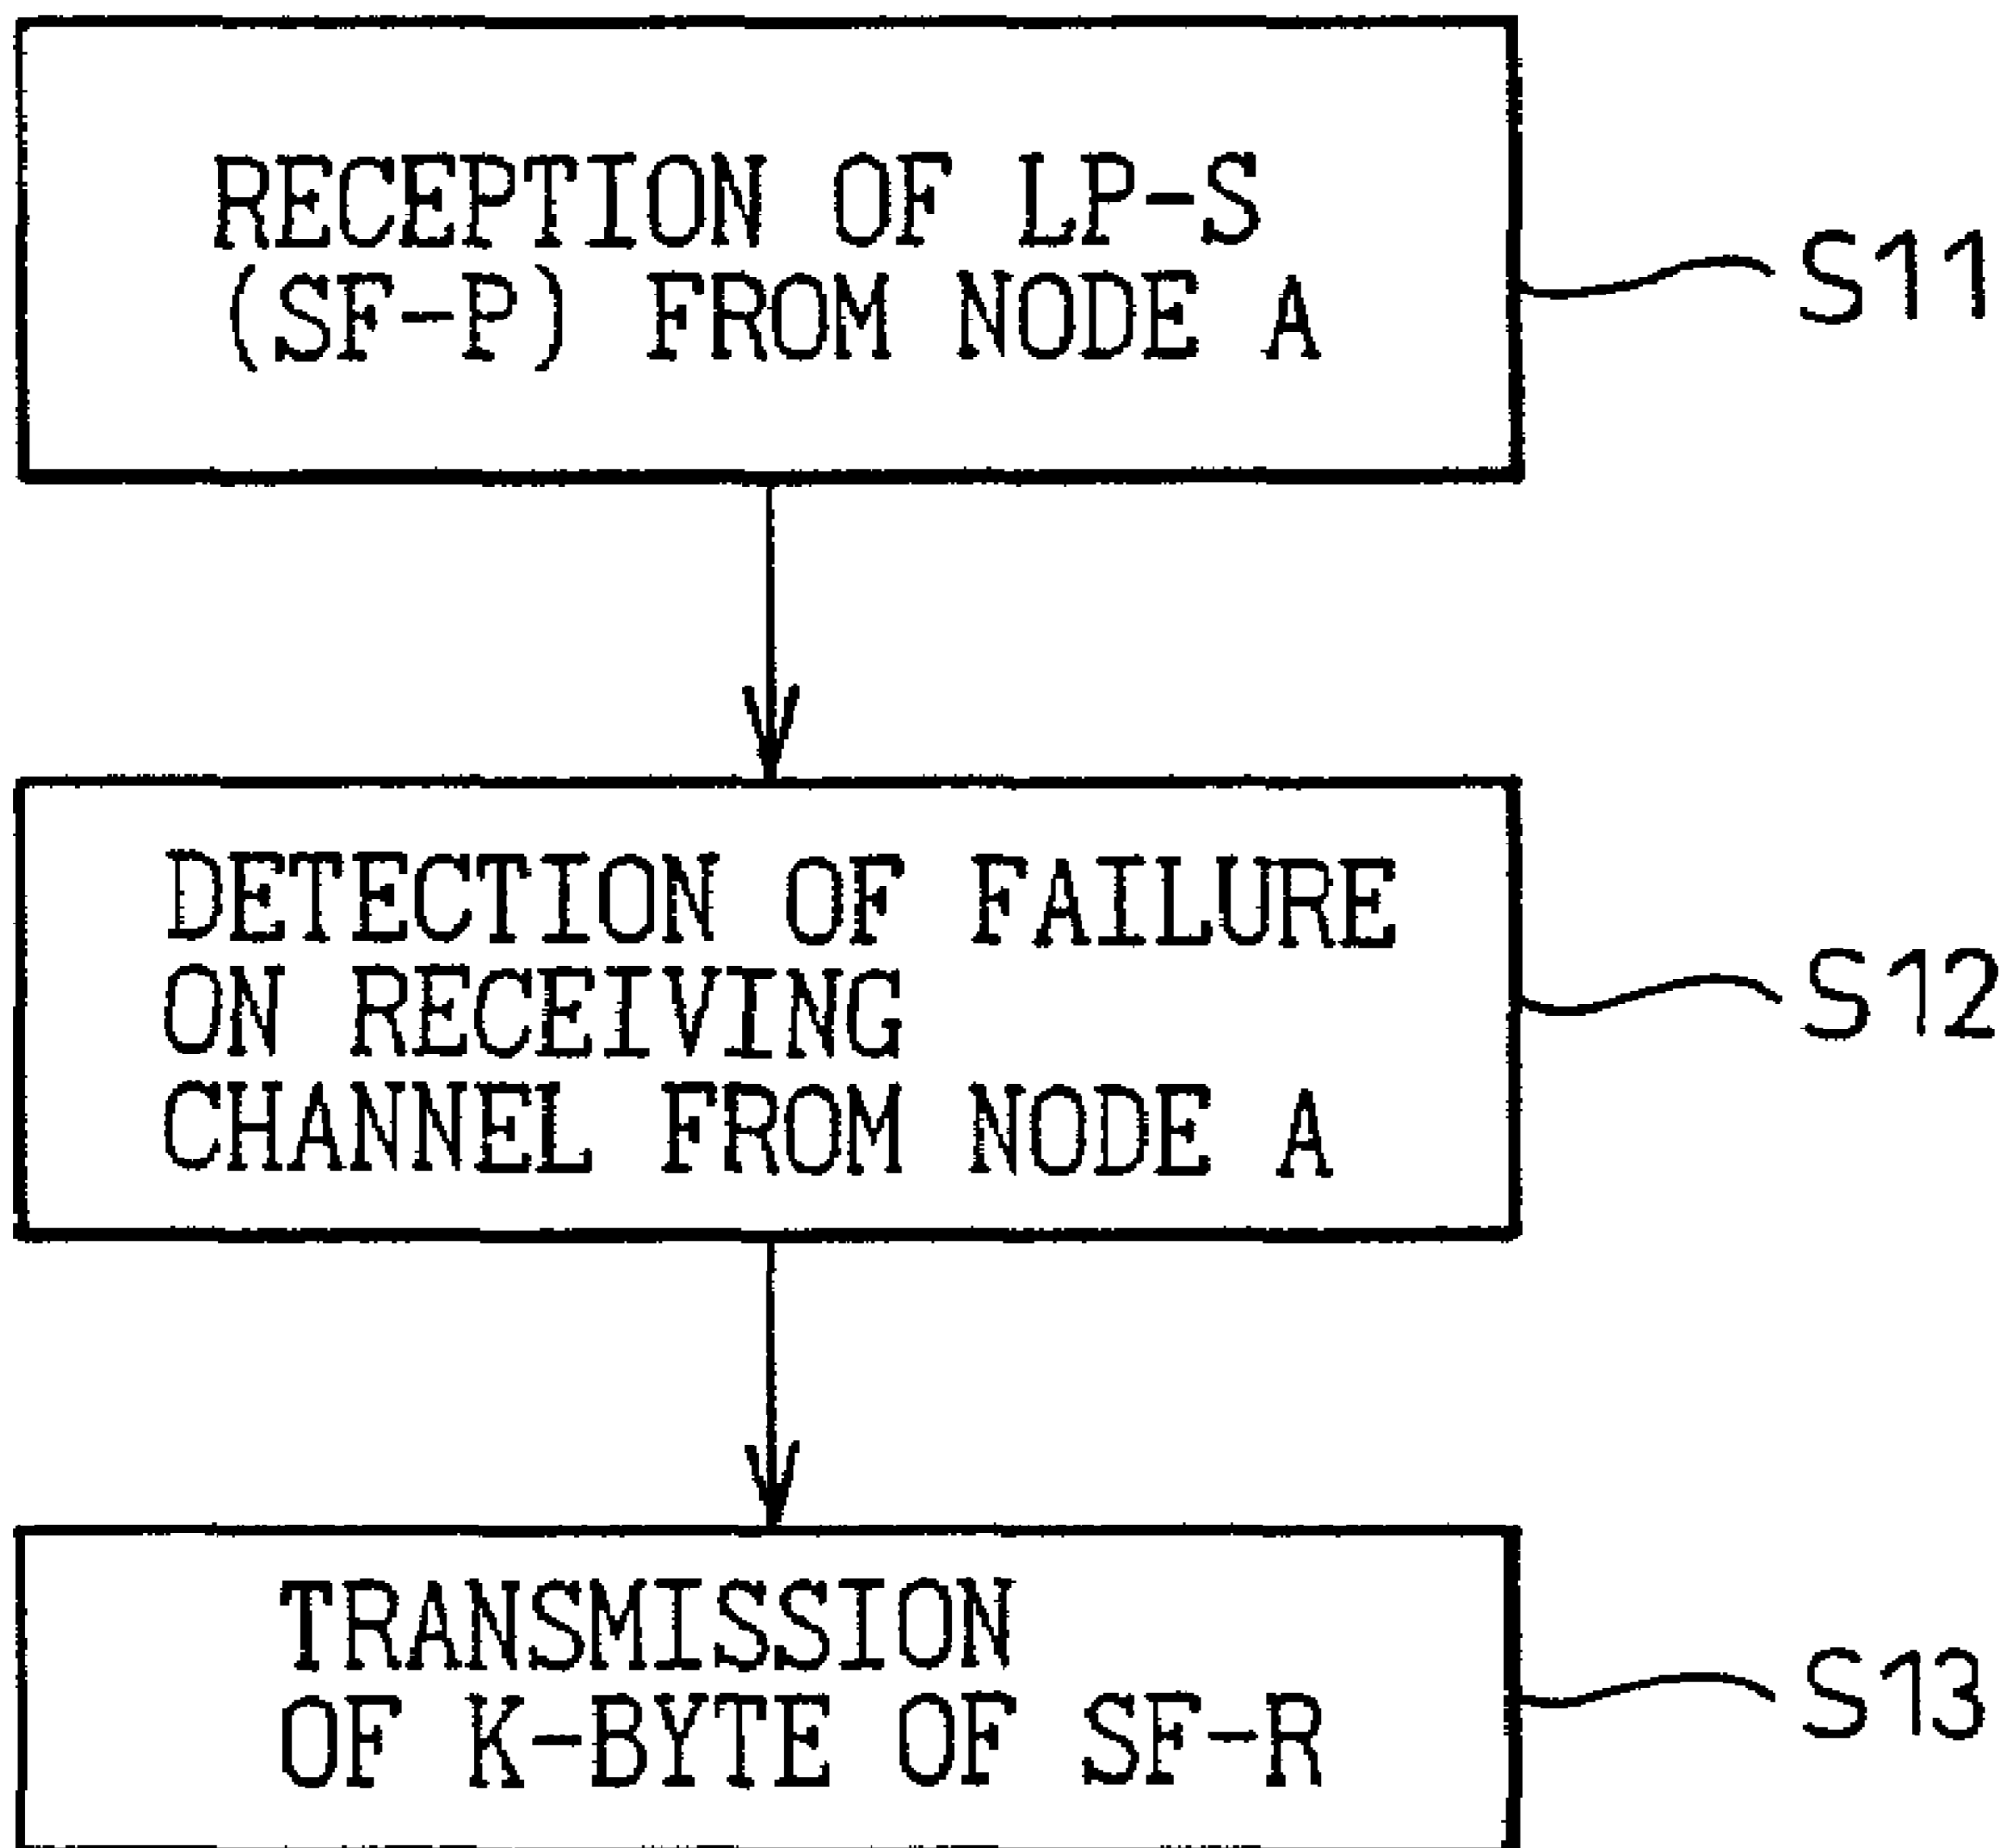 RECEPTION OF LP-S
(SF-P) FROM NODE A
S11
DETECTION OF FAILURE
ON RECEIVING
CHANNEL FROM NODE A
S12
TRANSMISSION
OF K-BYTE OF SF-R
S13